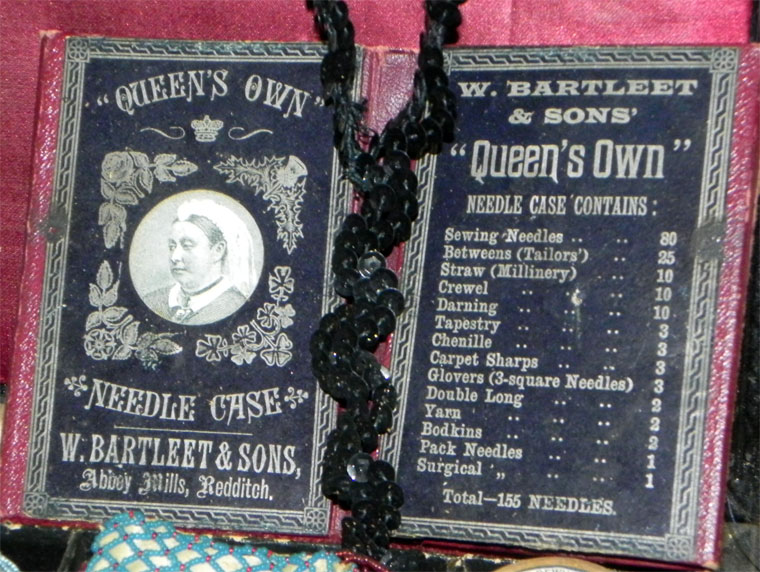 "QUEEN'S OWN"
NEEDLE CASE
W. BARTLEET & SONS,
Abbey Mills, Redditch.
W. BARTLEET
& SONS'
"Queen's Own"
NEEDLE CASE CONTAINS:
Sewing Needles .. .. 80
Betweens (Tailors') .. 25
Straw (Millinery) .. 10
Crewel .. .. .. 10
Darning .. .. .. 10
Tapestry .. .. .. 3
Chenille .. .. .. 3
Carpet Sharps .. .. 3
Glovers (3-square Needles) 3
Double Long .. .. 2
Yarn .. .. .. 2
Bodkins .. .. .. 2
Pack Needles .. .. 1
Surgical ,, .. .. 1
Total—155 NEEDLES.